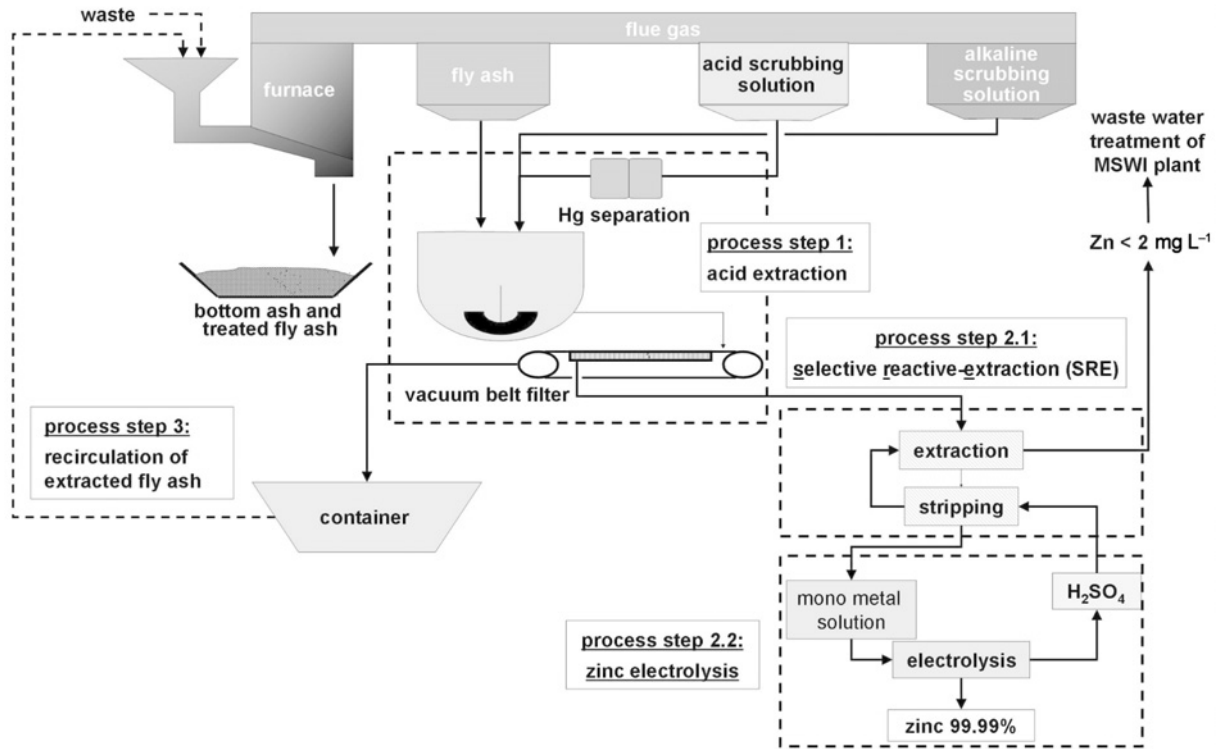 waste
flue gas
furnace
fly ash
acid scrubbing
solution
alkaline
scrubbing
solution
waste water
treatment of
MSWI plant
Hg separation
Zn < 2 mg L⁻¹
process step 1:
acid extraction
bottom ash and
treated fly ash
vacuum belt filter
process step 2.1:
selective reactive-extraction (SRE)
process step 3:
recirculation of
extracted fly ash
container
extraction
stripping
mono metal
solution
H₂SO₄
process step 2.2:
zinc electrolysis
electrolysis
zinc 99.99%